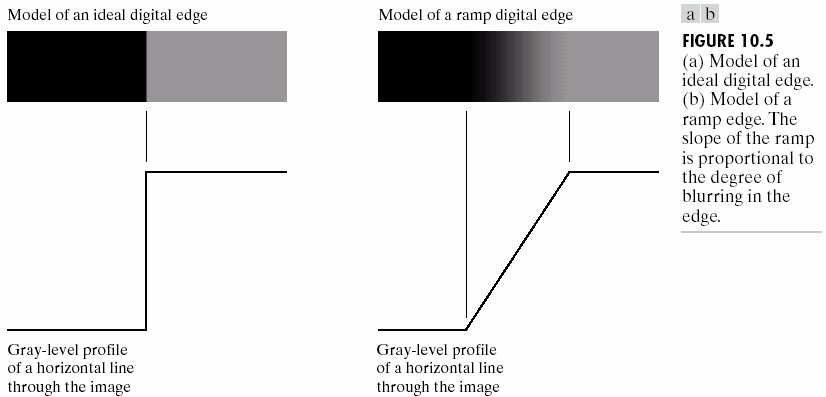 Model of an ideal digital edge
Model of a ramp digital edge
Gray-level profile
of a horizontal line
through the image
Gray-level profile
of a horizontal line
through the image
a b
FIGURE 10.5
(a) Model of an
ideal digital edge.
(b) Model of a
ramp edge. The
slope of the ramp
is proportional to
the degree of
blurring in the
edge.